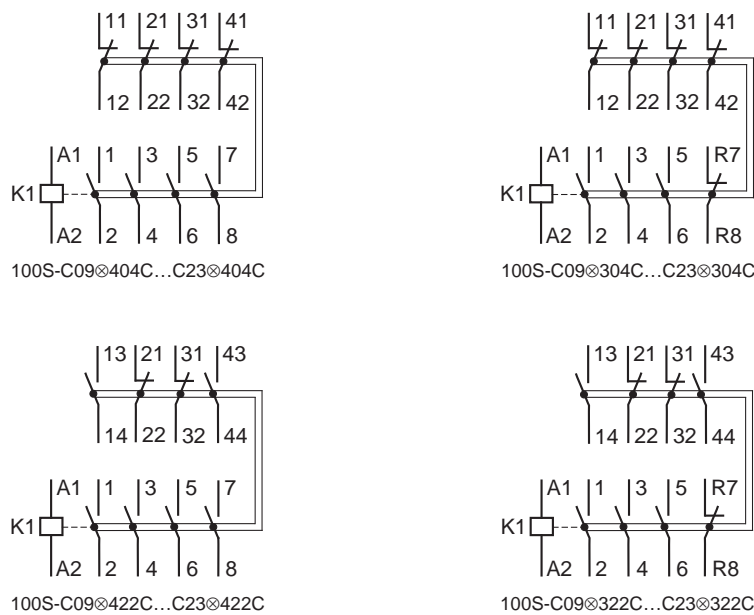 11 21 31 41
12 22 32 42
A1 1 3 5 7
K1
A2 2 4 6 8
100S-C09⊗404C…C23⊗404C
11 21 31 41
12 22 32 42
A1 1 3 5 R7
K1
A2 2 4 6 R8
100S-C09⊗304C…C23⊗304C
13 21 31 43
14 22 32 44
A1 1 3 5 7
K1
A2 2 4 6 8
100S-C09⊗422C…C23⊗422C
13 21 31 43
14 22 32 44
A1 1 3 5 R7
K1
A2 2 4 6 R8
100S-C09⊗322C…C23⊗322C